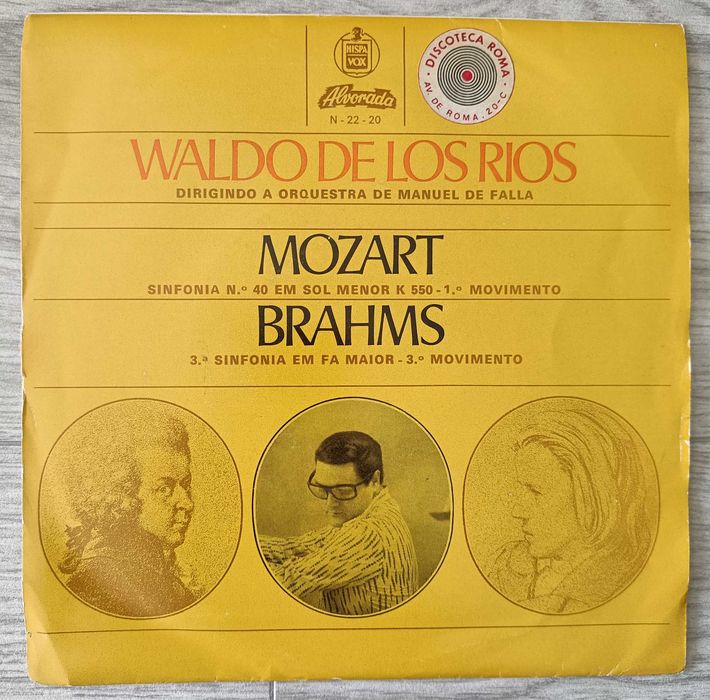 HISPA
VOX
Alvorada
N - 22 - 20
· DISCOTECA ROMA ·
AV. DE ROMA, 20-C
WALDO DE LOS RIOS
DIRIGINDO A ORQUESTRA DE MANUEL DE FALLA
MOZART
SINFONIA N.º 40 EM SOL MENOR K 550 - 1.º MOVIMENTO
BRAHMS
3.ª SINFONIA EM FA MAIOR - 3.º MOVIMENTO